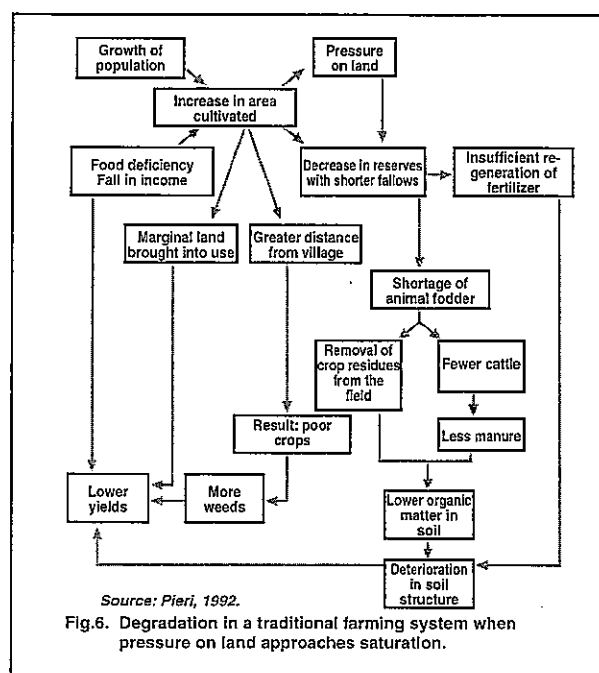 Growth of
population
Pressure
on land
Increase in area
cultivated
Food deficiency
Fall in income
Decrease in reserves
with shorter fallows
Insufficient re-
generation of
fertilizer
Marginal land
brought into use
Greater distance
from village
Shortage of
animal fodder
Removal of
crop residues
from the
field
Fewer cattle
Result: poor
crops
Less manure
Lower
yields
More
weeds
Lower organic
matter in
soil
Deterioration
in soil
structure
Source: Pieri, 1992.
Fig.6. Degradation in a traditional farming system when
pressure on land approaches saturation.